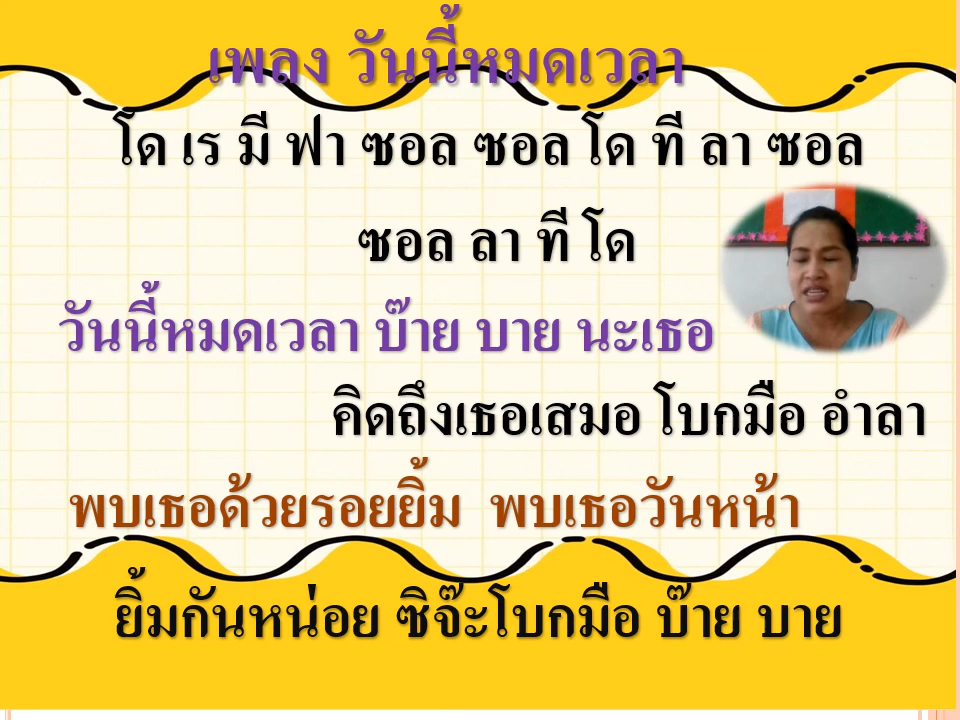 เพลง วันนี้หมดเวลา
โด เร มี ฟา ซอล ซอล โด ที ลา ซอล
ซอล ลา ที โด
วันนี้หมดเวลา บ๊าย บาย นะเธอ
คิดถึงเธอเสมอ โบกมือ อำลา
พบเธอด้วยรอยยิ้ม พบเธอวันหน้า
ยิ้มกันหน่อย ซิจ๊ะโบกมือ บ๊าย บาย